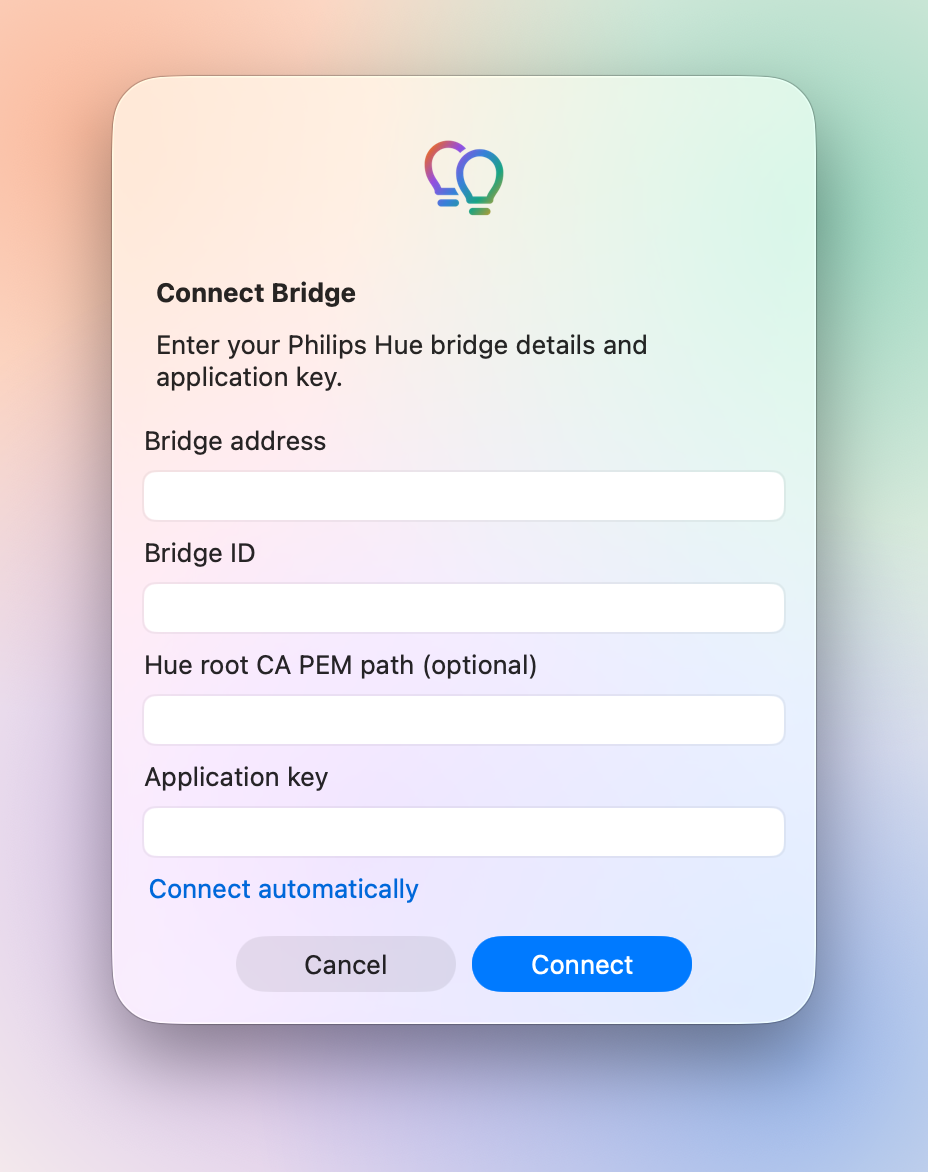 Connect Bridge
Enter your Philips Hue bridge details and
application key.
Bridge address
Bridge ID
Hue root CA PEM path (optional)
Application key
Connect automatically
Cancel
Connect